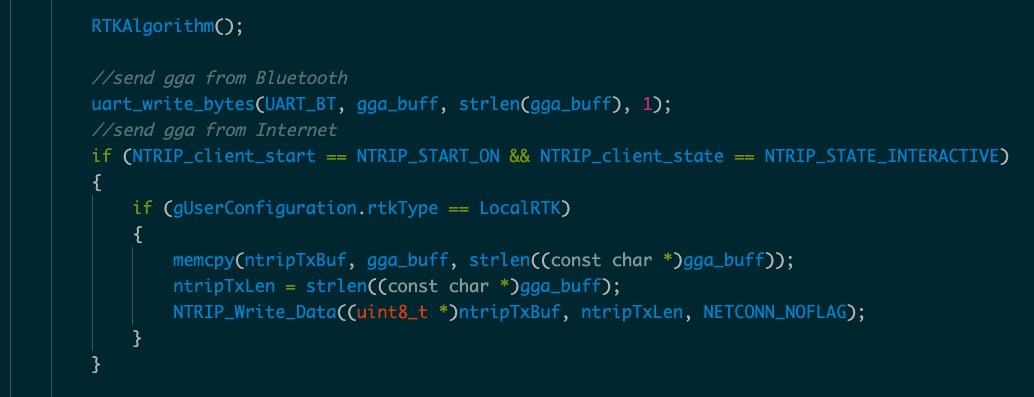 RTKAlgorithm();
//send gga from Bluetooth
uart_write_bytes(UART_BT, gga_buff, strlen(gga_buff), 1);
//send gga from Internet
if (NTRIP_client_start == NTRIP_START_ON && NTRIP_client_state == NTRIP_STATE_INTERACTIVE)
{
if (gUserConfiguration.rtkType == LocalRTK)
{
memcpy(ntripTxBuf, gga_buff, strlen((const char *)gga_buff));
ntripTxLen = strlen((const char *)gga_buff);
NTRIP_Write_Data((uint8_t *)ntripTxBuf, ntripTxLen, NETCONN_NOFLAG);
}
}